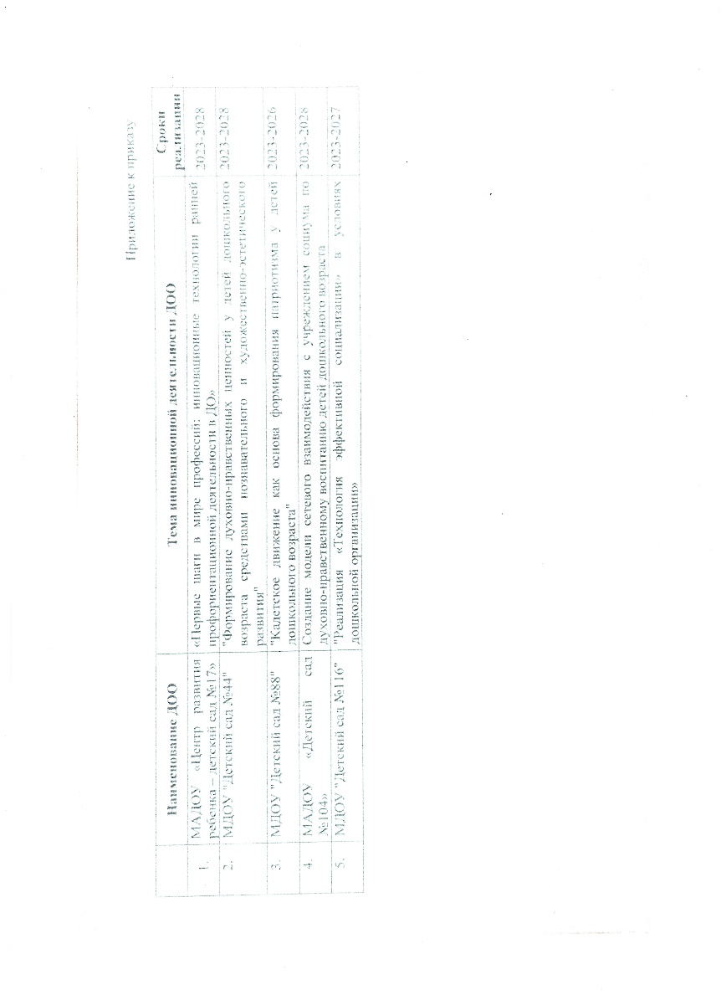 Приложение к приказу
Наименование ДОО
Тема инновационной деятельности ДОО
Сроки
реализации
1.
МАДОУ «Центр развития
ребенка – детский сад №17»
«Первые шаги в мире профессий: инновационные технологии ранней
профориентационной деятельности в ДО»
2023-2028
2.
МДОУ "Детский сад №44"
"Формирование духовно-нравственных ценностей у детей дошкольного
возраста средствами познавательного и художественно-эстетического
развития"
2023-2028
3.
МДОУ "Детский сад №88"
"Кадетское движение как основа формирования патриотизма у детей
дошкольного возраста"
2023-2026
4.
МАДОУ «Детский сад
№104»
Создание модели сетевого взаимодействия с учреждением социума по
духовно-нравственному воспитанию детей дошкольного возраста
2023-2028
5.
МДОУ "Детский сад №116"
"Реализация «Технология эффективной социализации» в условиях
дошкольной организации»
2023-2027